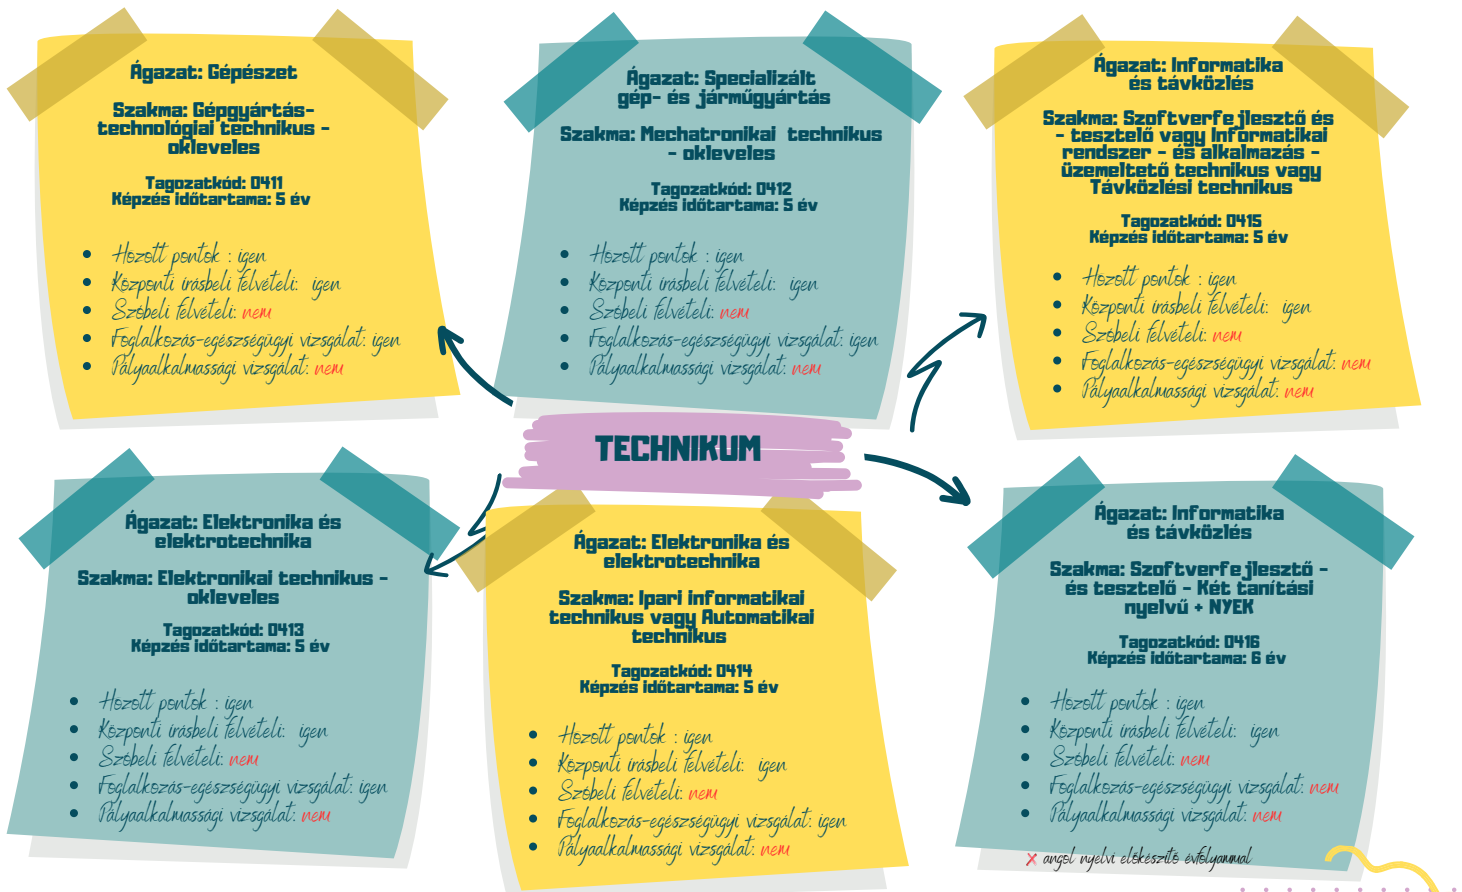 Ágazat: Gépészet
Szakma: Gépgyártás-
technológiai technikus -
okleveles
Tagozatkód: 0411
Képzés időtartama: 5 év
Hozott pontok : igen
Központi írásbeli felvételi: igen
Szóbeli felvételi: nem
Foglalkozás-egészségügyi vizsgálat: igen
Pályaalkalmassági vizsgálat: nem
Ágazat: Specializált
gép- és járműgyártás
Szakma: Mechatronikai technikus
- okleveles
Tagozatkód: 0412
Képzés időtartama: 5 év
Hozott pontok : igen
Központi írásbeli felvételi: igen
Szóbeli felvételi: nem
Foglalkozás-egészségügyi vizsgálat: igen
Pályaalkalmassági vizsgálat: nem
Ágazat: Informatika
és távközlés
Szakma: Szoftverfejlesztő és
- tesztelő vagy Informatikai
rendszer - és alkalmazás -
üzemeltető technikus vagy
Távközlési technikus
Tagozatkód: 0415
Képzés időtartama: 5 év
Hozott pontok : igen
Központi írásbeli felvételi: igen
Szóbeli felvételi: nem
Foglalkozás-egészségügyi vizsgálat: nem
Pályaalkalmassági vizsgálat: nem
TECHNIKUM
Ágazat: Elektronika és
elektrotechnika
Szakma: Elektronikai technikus -
okleveles
Tagozatkód: 0413
Képzés időtartama: 5 év
Hozott pontok : igen
Központi írásbeli felvételi: igen
Szóbeli felvételi: nem
Foglalkozás-egészségügyi vizsgálat: igen
Pályaalkalmassági vizsgálat: nem
Ágazat: Elektronika és
elektrotechnika
Szakma: Ipari informatikai
technikus vagy Automatikai
technikus
Tagozatkód: 0414
Képzés időtartama: 5 év
Hozott pontok : igen
Központi írásbeli felvételi: igen
Szóbeli felvételi: nem
Foglalkozás-egészségügyi vizsgálat: igen
Pályaalkalmassági vizsgálat: nem
Ágazat: Informatika
és távközlés
Szakma: Szoftverfejlesztő -
és tesztelő - Két tanítási
nyelvű + NYEK
Tagozatkód: 0416
Képzés időtartama: 6 év
Hozott pontok : igen
Központi írásbeli felvételi: igen
Szóbeli felvételi: nem
Foglalkozás-egészségügyi vizsgálat: nem
Pályaalkalmassági vizsgálat: nem
x angol nyelvi előkészítő évfolyammal